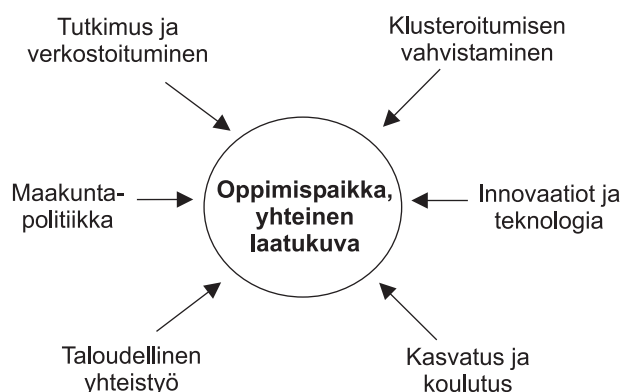 Tutkimus ja
verkostoituminen
Klusteroitumisen
vahvistaminen
Maakunta-
politiikka
Oppimispaikka,
yhteinen
laatukuva
Innovaatiot ja
teknologia
Taloudellinen
yhteistyö
Kasvatus ja
koulutus